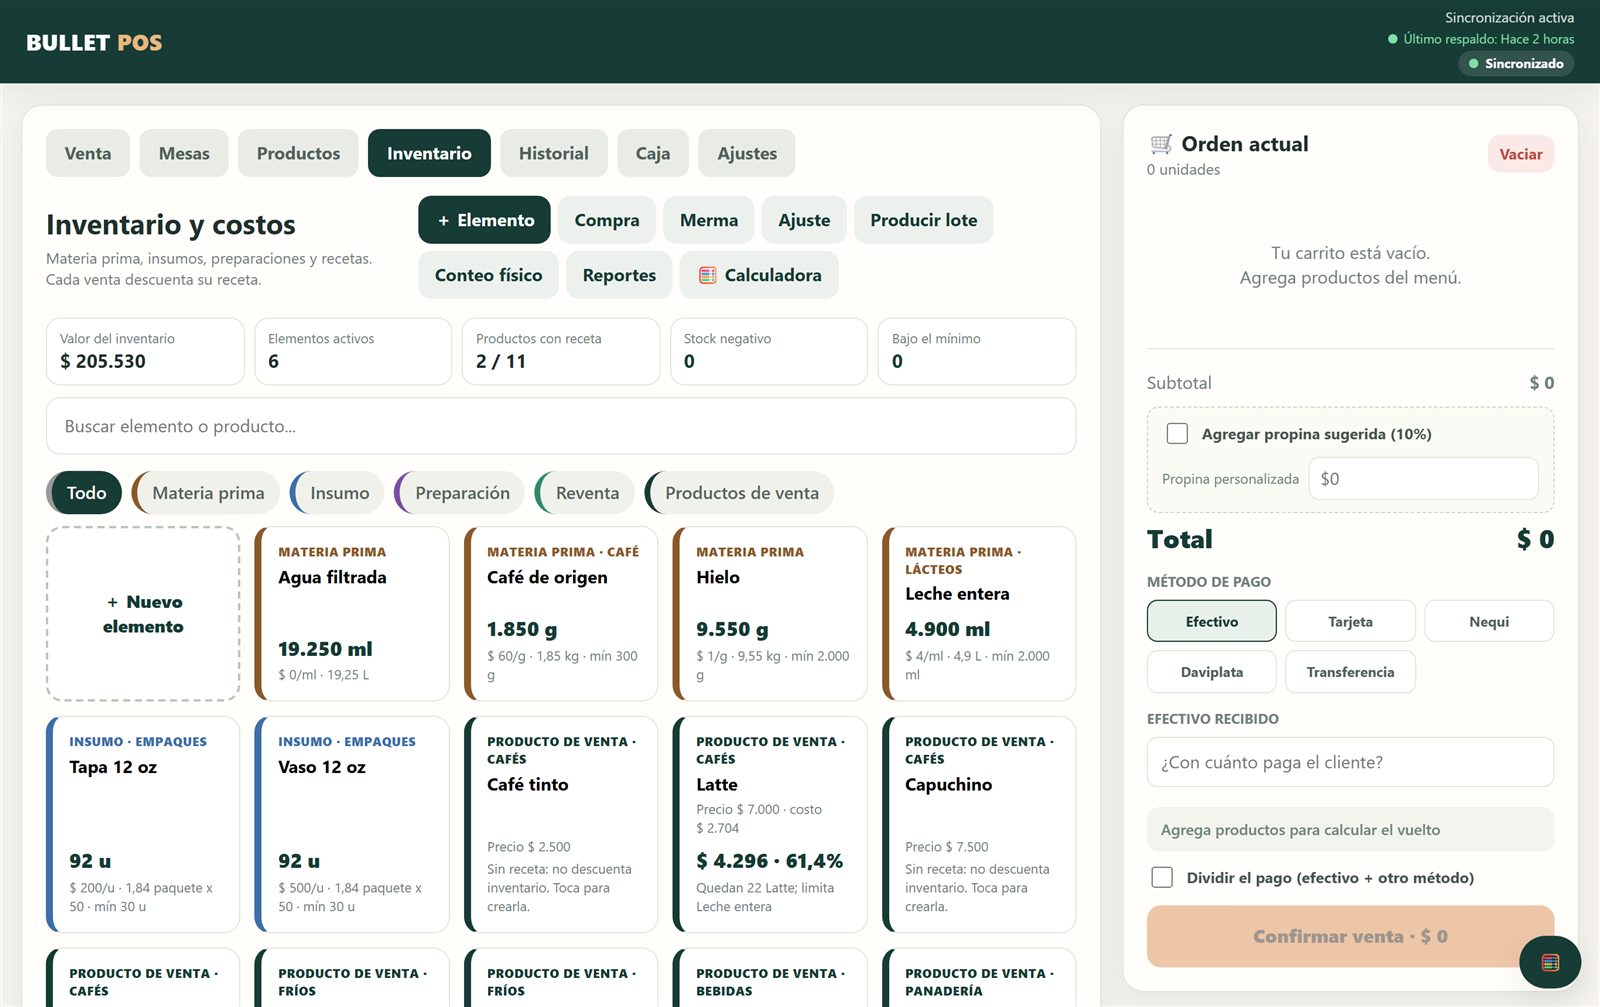 BULLET POS
Sincronización activa
Último respaldo: Hace 2 horas
Sincronizado
Venta
Mesas
Productos
Inventario
Historial
Caja
Ajustes
Inventario y costos
Materia prima, insumos, preparaciones y recetas.
Cada venta descuenta su receta.
+ Elemento
Compra
Merma
Ajuste
Producir lote
Conteo físico
Reportes
Calculadora
Valor del inventario
$ 205.530
Elementos activos
6
Productos con receta
2 / 11
Stock negativo
0
Bajo el mínimo
0
Buscar elemento o producto...
Todo
Materia prima
Insumo
Preparación
Reventa
Productos de venta
+ Nuevo
elemento
MATERIA PRIMA
Agua filtrada
19.250 ml
$ 0/ml · 19,25 L
MATERIA PRIMA · CAFÉ
Café de origen
1.850 g
$ 60/g · 1,85 kg · mín 300
g
MATERIA PRIMA
Hielo
9.550 g
$ 1/g · 9,55 kg · mín 2.000
g
MATERIA PRIMA ·
LÁCTEOS
Leche entera
4.900 ml
$ 4/ml · 4,9 L · mín 2.000
ml
INSUMO · EMPAQUES
Tapa 12 oz
92 u
$ 200/u · 1,84 paquete x
50 · mín 30 u
INSUMO · EMPAQUES
Vaso 12 oz
92 u
$ 500/u · 1,84 paquete x
50 · mín 30 u
PRODUCTO DE VENTA ·
CAFÉS
Café tinto
Precio $ 2.500
Sin receta: no descuenta
inventario. Toca para
crearla.
PRODUCTO DE VENTA ·
CAFÉS
Latte
Precio $ 7.000 · costo
$ 2.704
$ 4.296 · 61,4%
Quedan 22 Latte; limita
Leche entera
PRODUCTO DE VENTA ·
CAFÉS
Capuchino
Precio $ 7.500
Sin receta: no descuenta
inventario. Toca para
crearla.
PRODUCTO DE VENTA ·
CAFÉS
PRODUCTO DE VENTA ·
FRÍOS
PRODUCTO DE VENTA ·
FRÍOS
PRODUCTO DE VENTA ·
BEBIDAS
PRODUCTO DE VENTA ·
PANADERÍA
Orden actual
0 unidades
Vaciar
Tu carrito está vacío.
Agrega productos del menú.
Subtotal
$ 0
Agregar propina sugerida (10%)
Propina personalizada
$0
Total
$ 0
MÉTODO DE PAGO
Efectivo
Tarjeta
Nequi
Daviplata
Transferencia
EFECTIVO RECIBIDO
¿Con cuánto paga el cliente?
Agrega productos para calcular el vuelto
Dividir el pago (efectivo + otro método)
Confirmar venta · $ 0